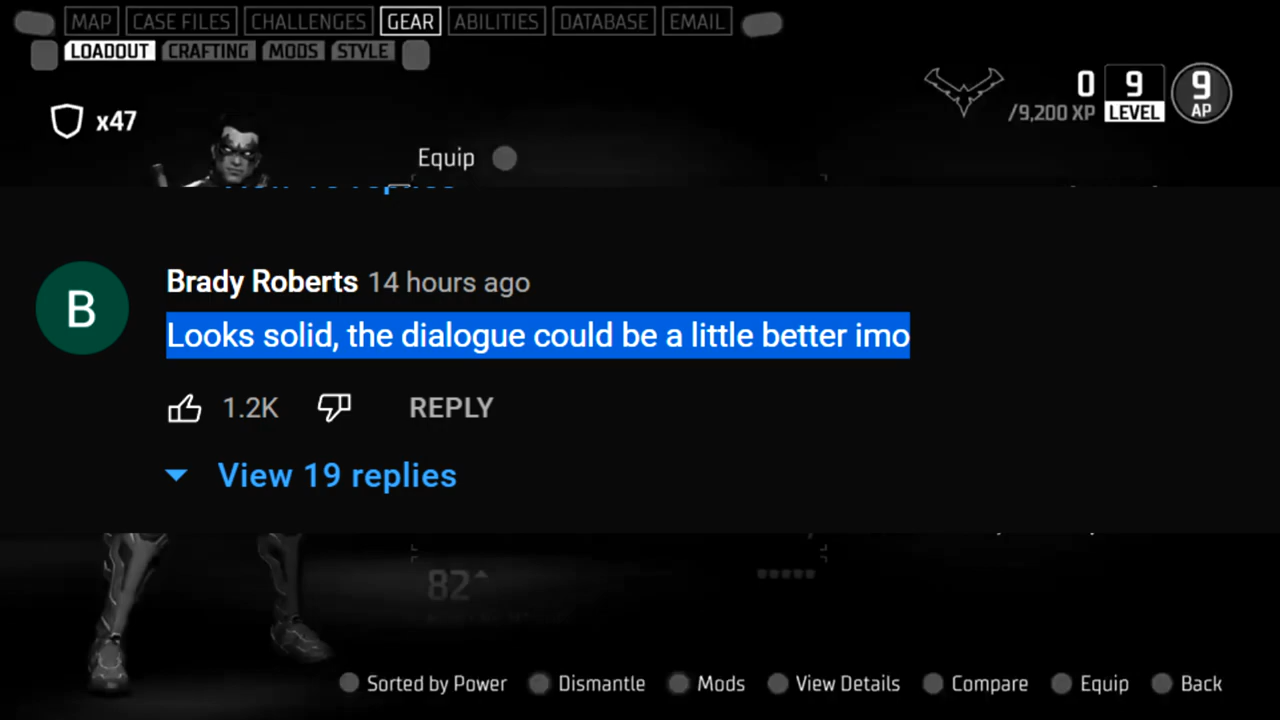 MAP CASE FILES CHALLENGES GEAR ABILITIES DATABASE EMAIL
LOADOUT CRAFTING MODS STYLE
x47
0 /9,200 XP 9 LEVEL 9 AP
Equip
Brady Roberts 14 hours ago
Looks solid, the dialogue could be a little better imo
1.2K REPLY
View 19 replies
82
Sorted by Power Dismantle Mods View Details Compare Equip Back